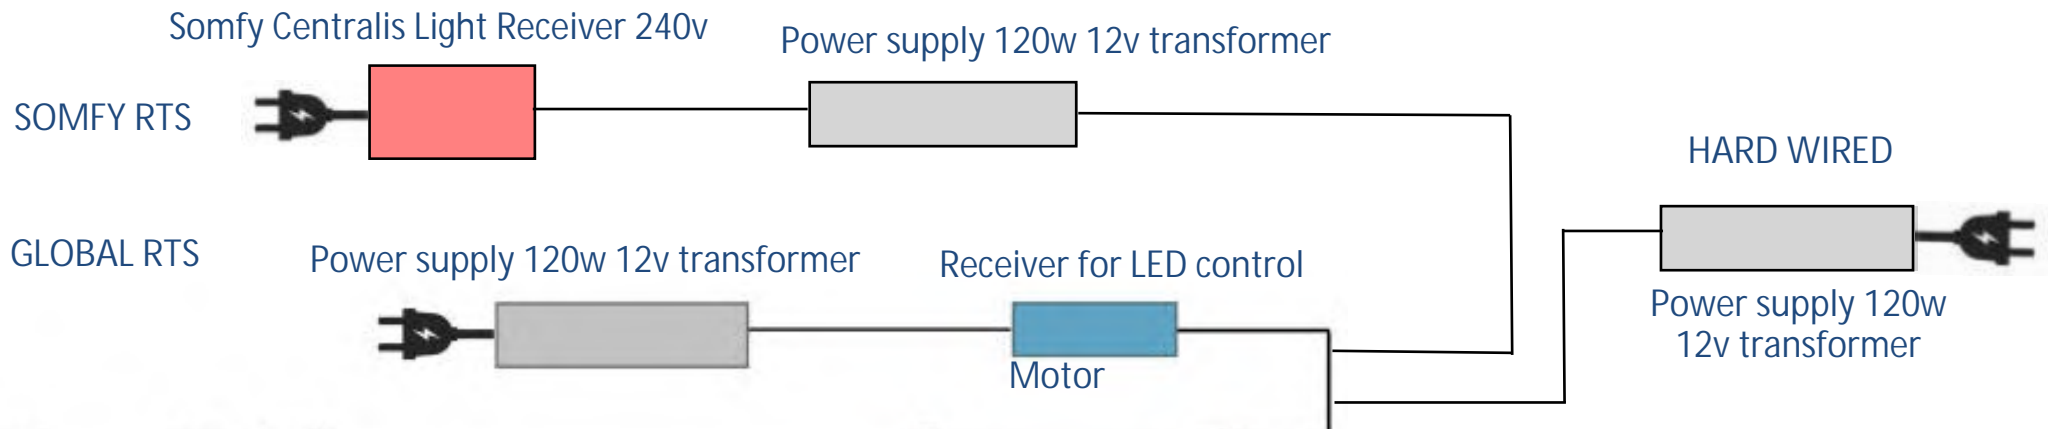 Somfy Centralis Light Receiver 240v
Power supply 120w 12v transformer
SOMFY RTS
HARD WIRED
GLOBAL RTS
Power supply 120w 12v transformer
Receiver for LED control
Power supply 120w
12v transformer
Motor